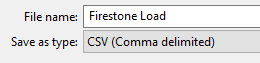 File name: Firestone Load
Save as type: CSV (Comma delimited)